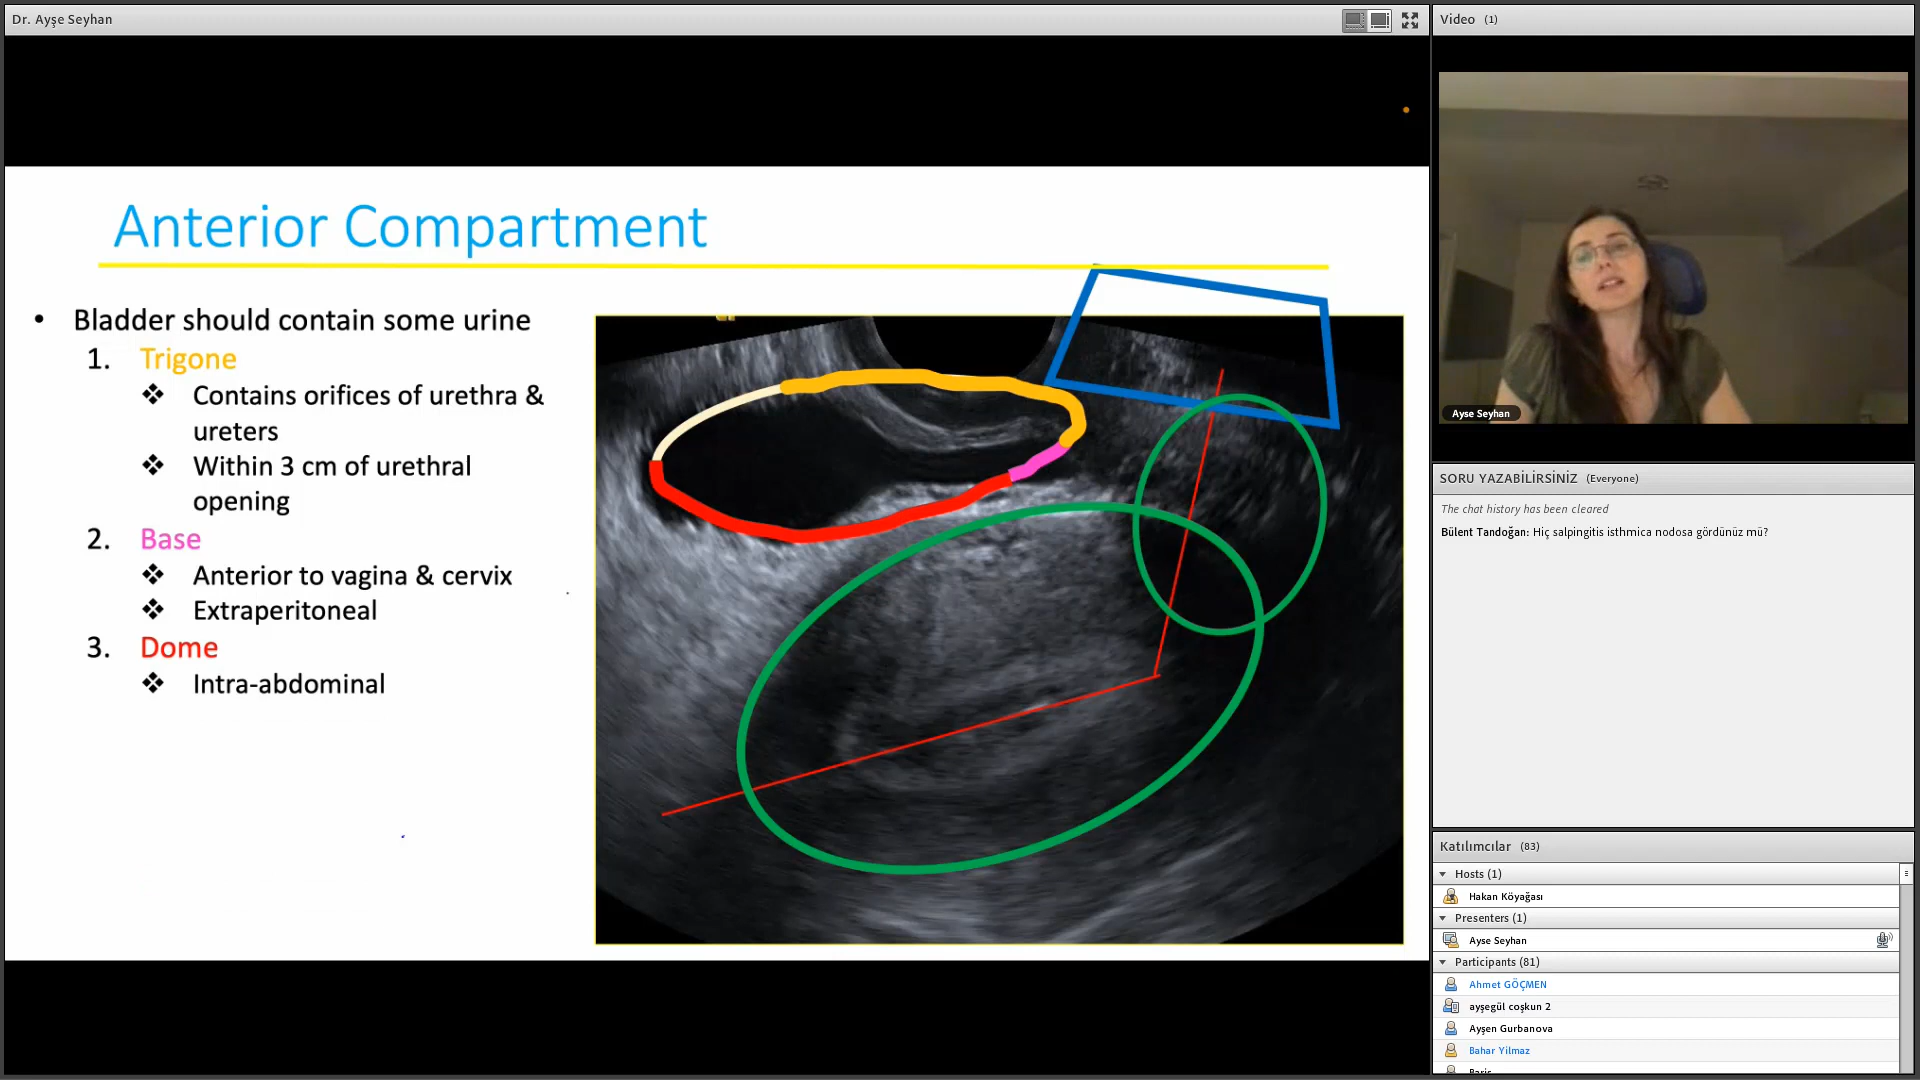 Dr. Ayşe Seyhan
Anterior Compartment
• Bladder should contain some urine
1. Trigone
❖ Contains orifices of urethra &
ureters
❖ Within 3 cm of urethral
opening
2. Base
❖ Anterior to vagina & cervix
❖ Extraperitoneal
3. Dome
❖ Intra-abdominal
Video (1)
Ayse Seyhan
SORU YAZABİLİRSİNİZ (Everyone)
The chat history has been cleared
Bülent Tandoğan: Hiç salpingitis isthmica nodosa gördünüz mü?
Katılımcılar (83)
Hosts (1)
Hakan Köyağası
Presenters (1)
Ayse Seyhan
Participants (81)
Ahmet GÖÇMEN
ayşegül coşkun 2
Ayşen Gurbanova
Bahar Yilmaz